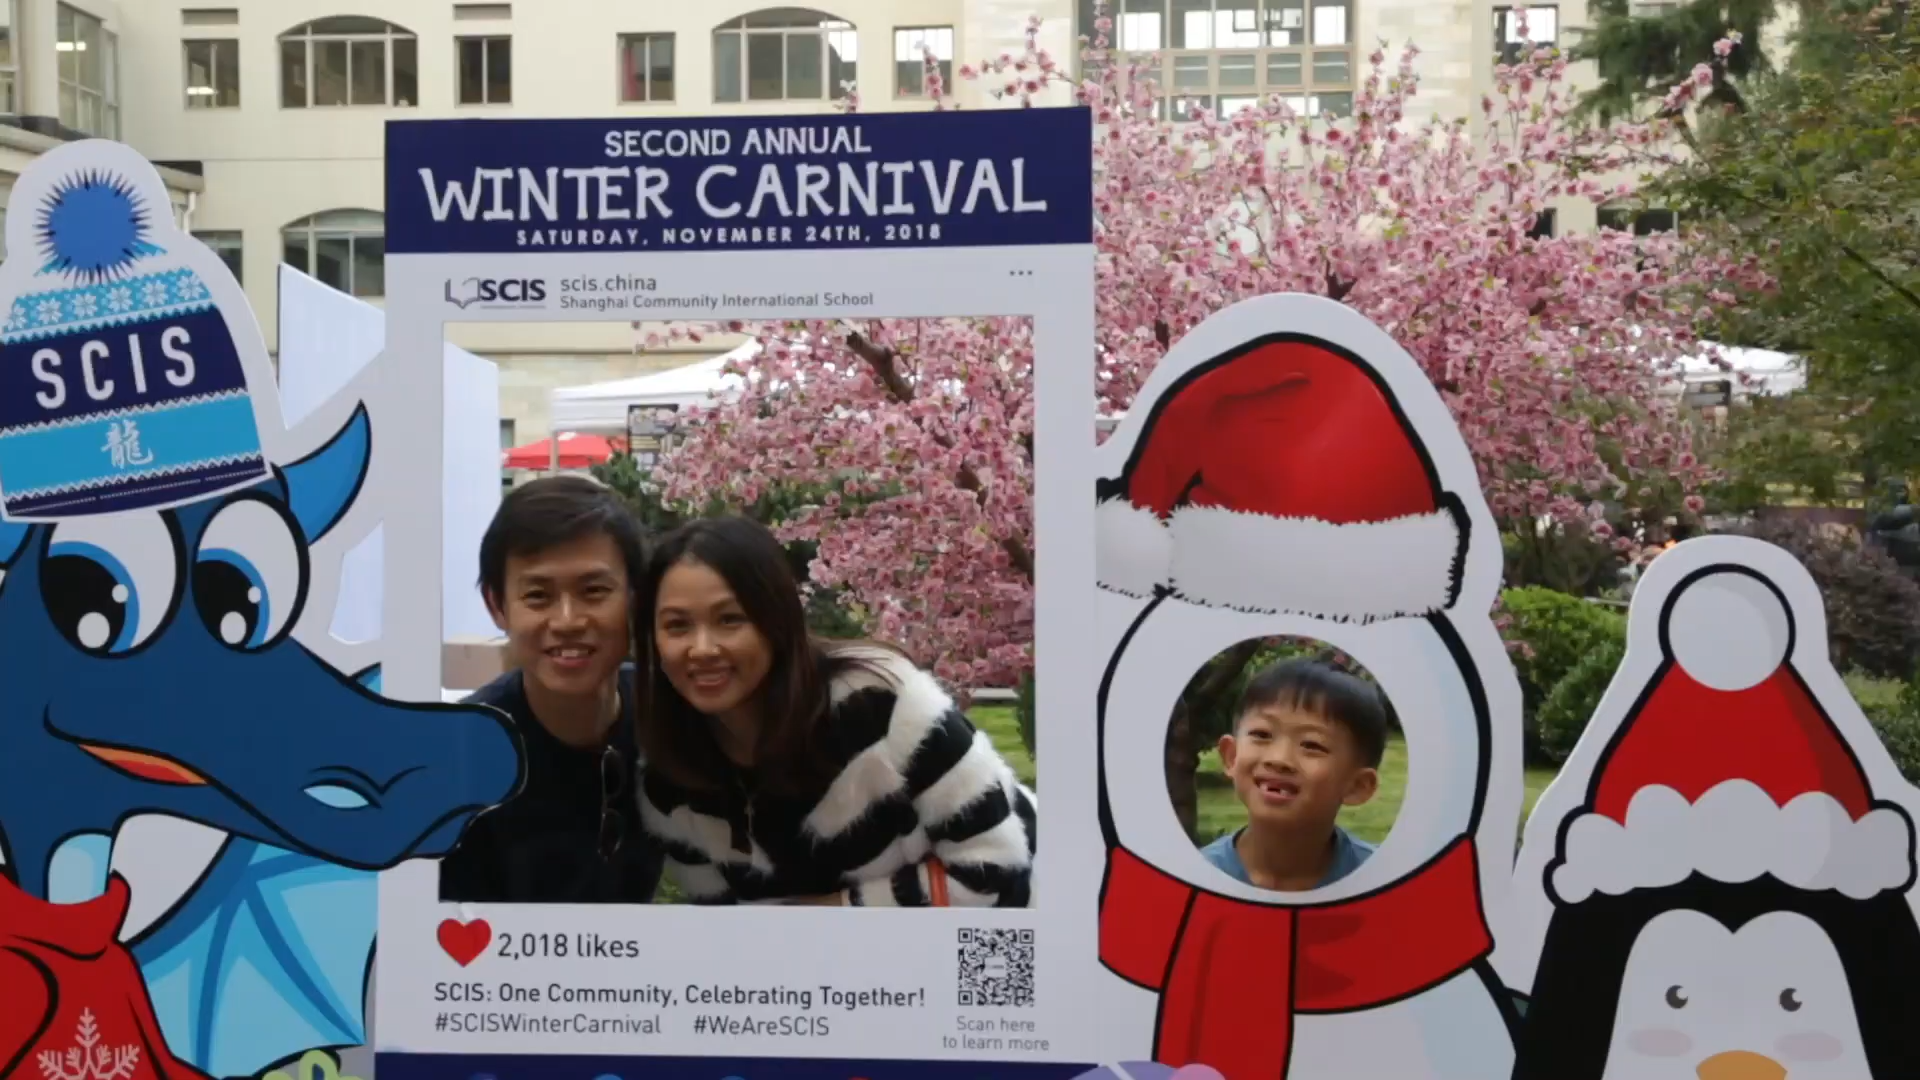 SECOND ANNUAL
WINTER CARNIVAL
SATURDAY, NOVEMBER 24TH, 2018
SCIS
scis.china
Shanghai Community International School
SCIS
龍
2,018 likes
SCIS: One Community, Celebrating Together!
#SCISWinterCarnival #WeAreSCIS
Scan here
to learn more